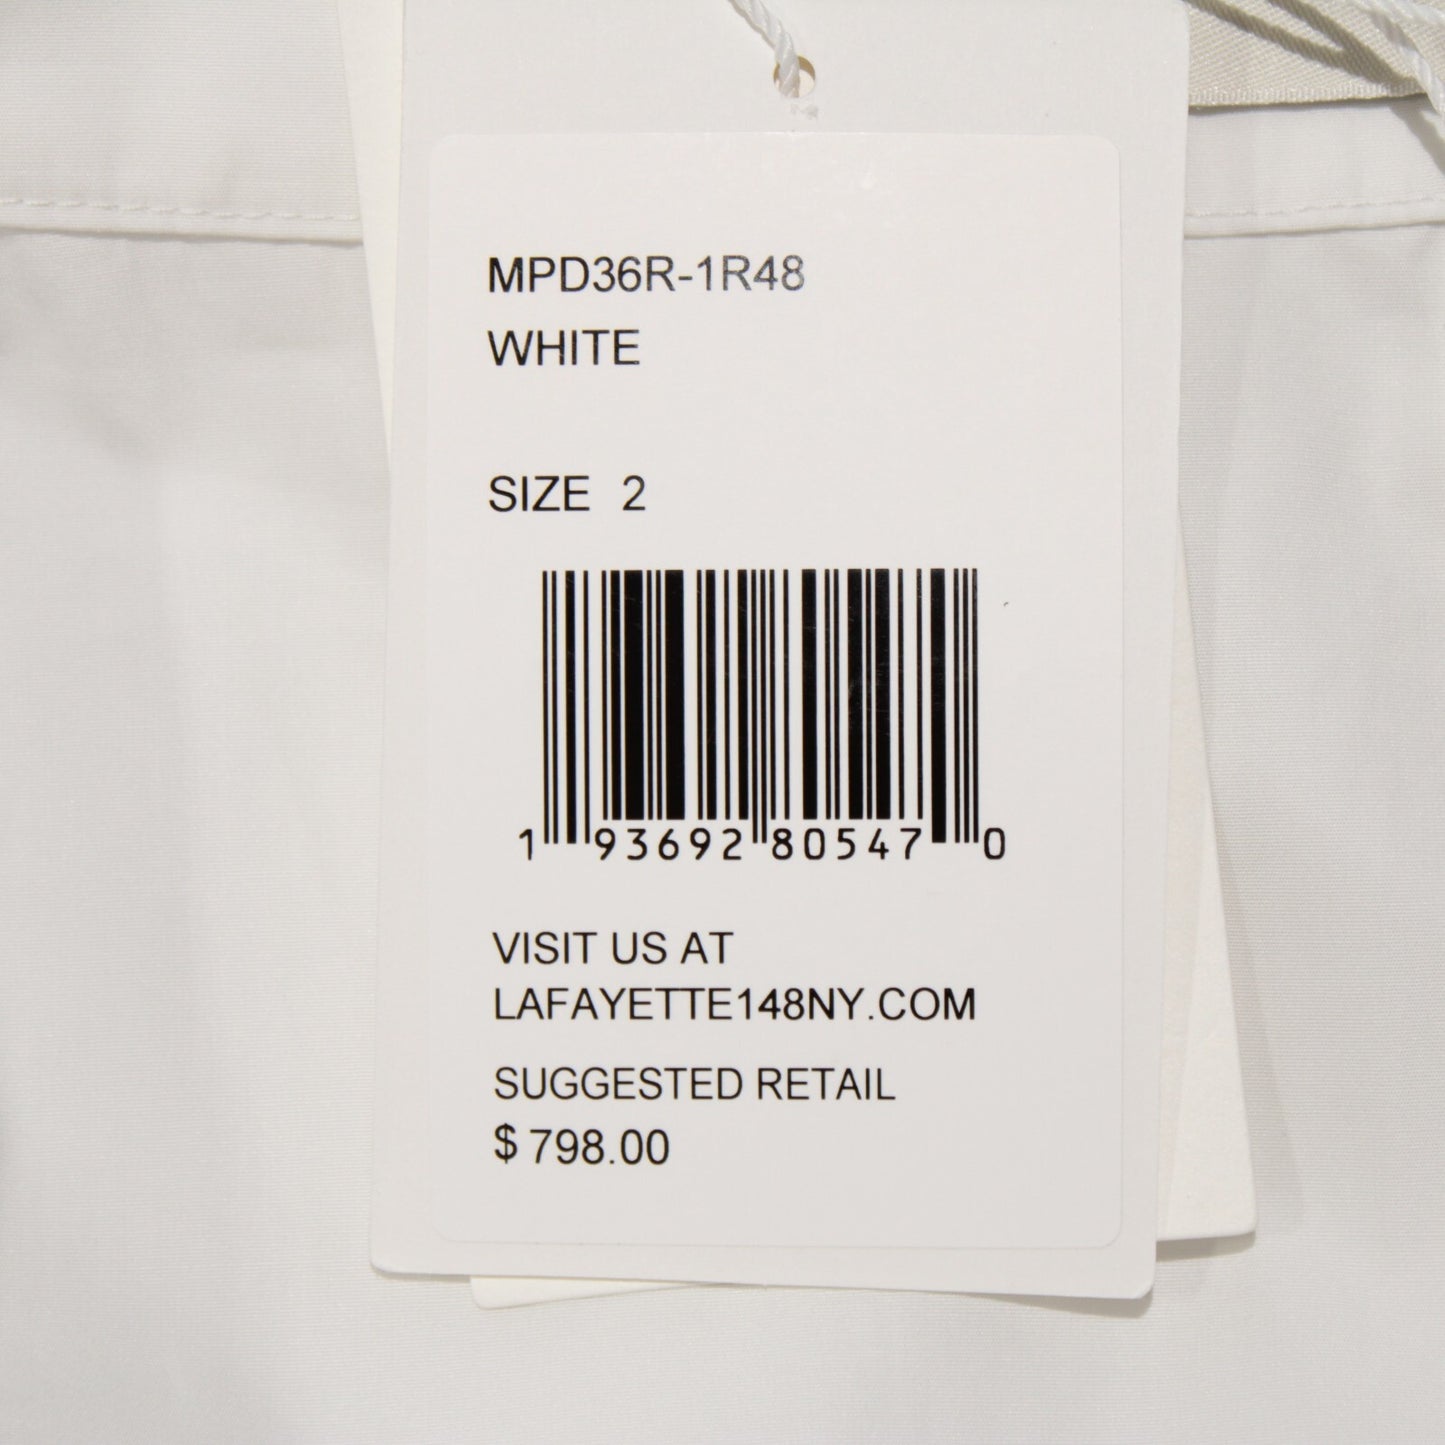 MPD36R-1R48
WHITE
SIZE 2
1 93692 80547 0
VISIT US AT
LAFAYETTE148NY.COM
SUGGESTED RETAIL
$ 798.00